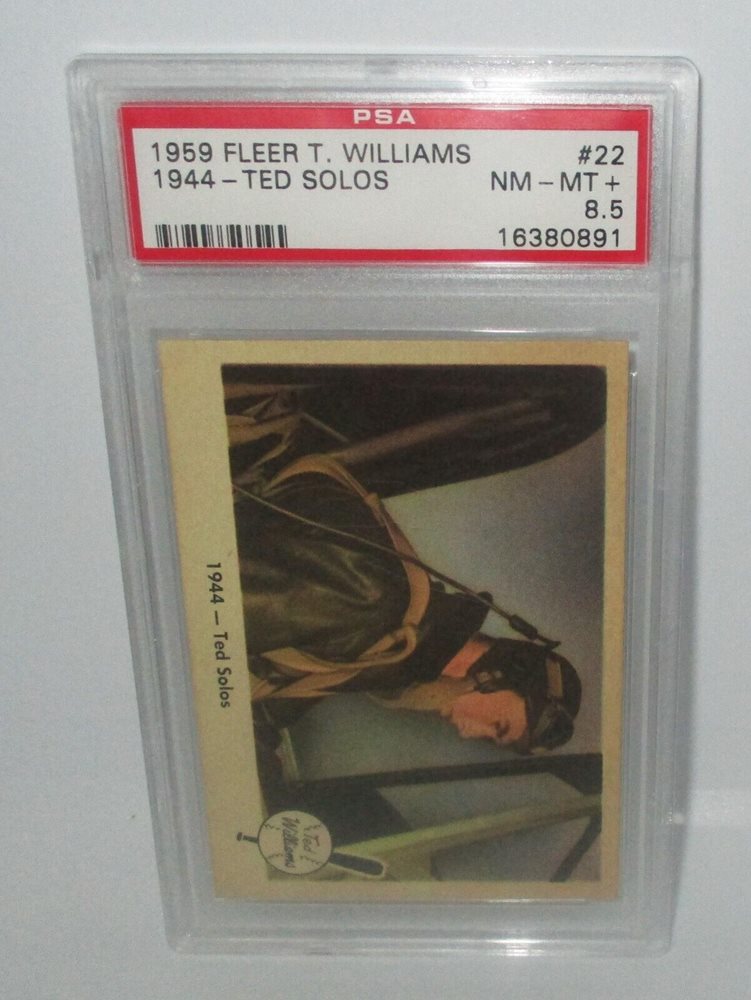 PSA
1959 FLEER T. WILLIAMS #22
1944 – TED SOLOS NM – MT +
8.5
16380891
1944 — Ted Solos
Ted
Williams